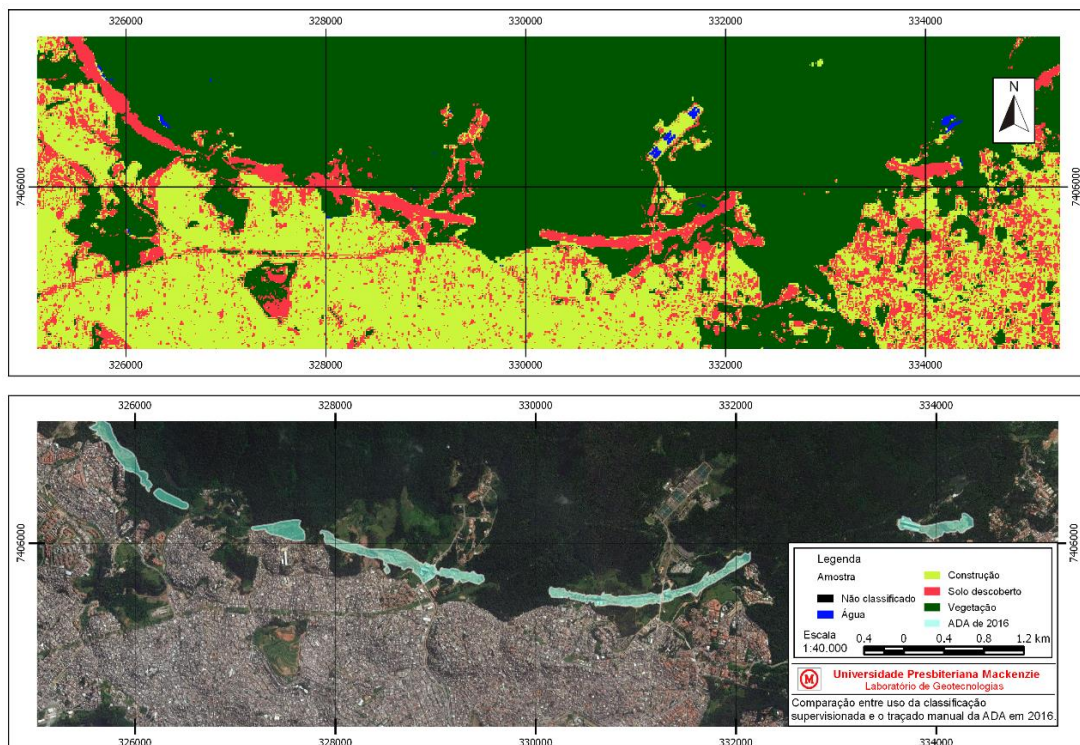 326000 328000 330000 332000 334000
N
7406000 7406000
326000 328000 330000 332000 334000
326000 328000 330000 332000 334000
7406000 7406000
Legenda
Amostra
Não classificado
Água
Construção
Solo descoberto
Vegetação
ADA de 2016
Escala
1:40.000
0.4 0 0.4 0.8 1.2 km
M Universidade Presbiteriana Mackenzie
Laboratório de Geotecnologias
Comparação entre uso da classificação
supervisionada e o traçado manual da ADA em 2016.
326000 328000 330000 332000 334000